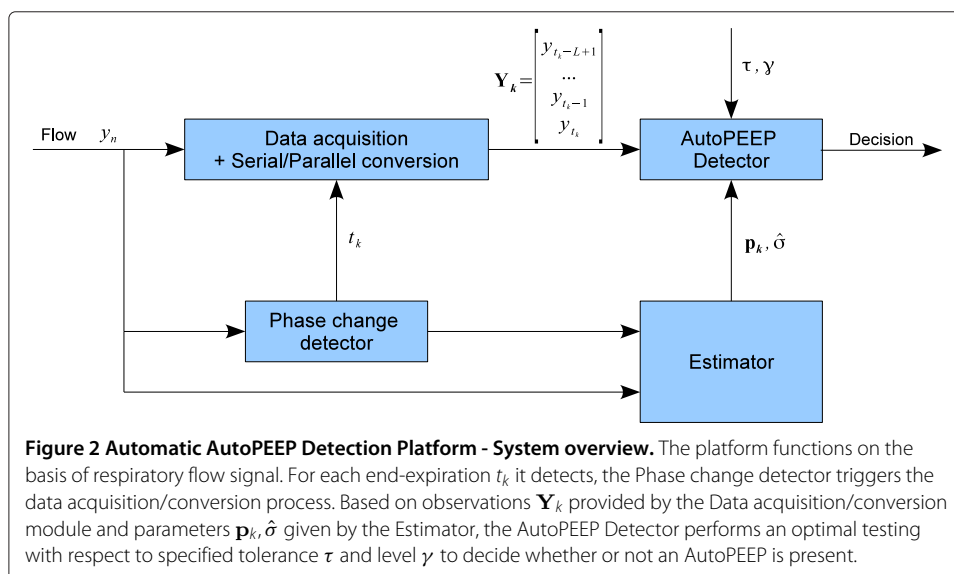 τ, γ
Y_k = [ y_{t_k−L+1}
...
y_{t_k−1}
y_{t_k} ]
Flow y_n
Data acquisition
+ Serial/Parallel conversion
AutoPEEP
Detector
Decision
t_k
p_k, σ̂
Phase change
detector
Estimator
Figure 2 Automatic AutoPEEP Detection Platform - System overview. The platform functions on the
basis of respiratory flow signal. For each end-expiration t_k it detects, the Phase change detector triggers the
data acquisition/conversion process. Based on observations Y_k provided by the Data acquisition/conversion
module and parameters p_k, σ̂ given by the Estimator, the AutoPEEP Detector performs an optimal testing
with respect to specified tolerance τ and level γ to decide whether or not an AutoPEEP is present.